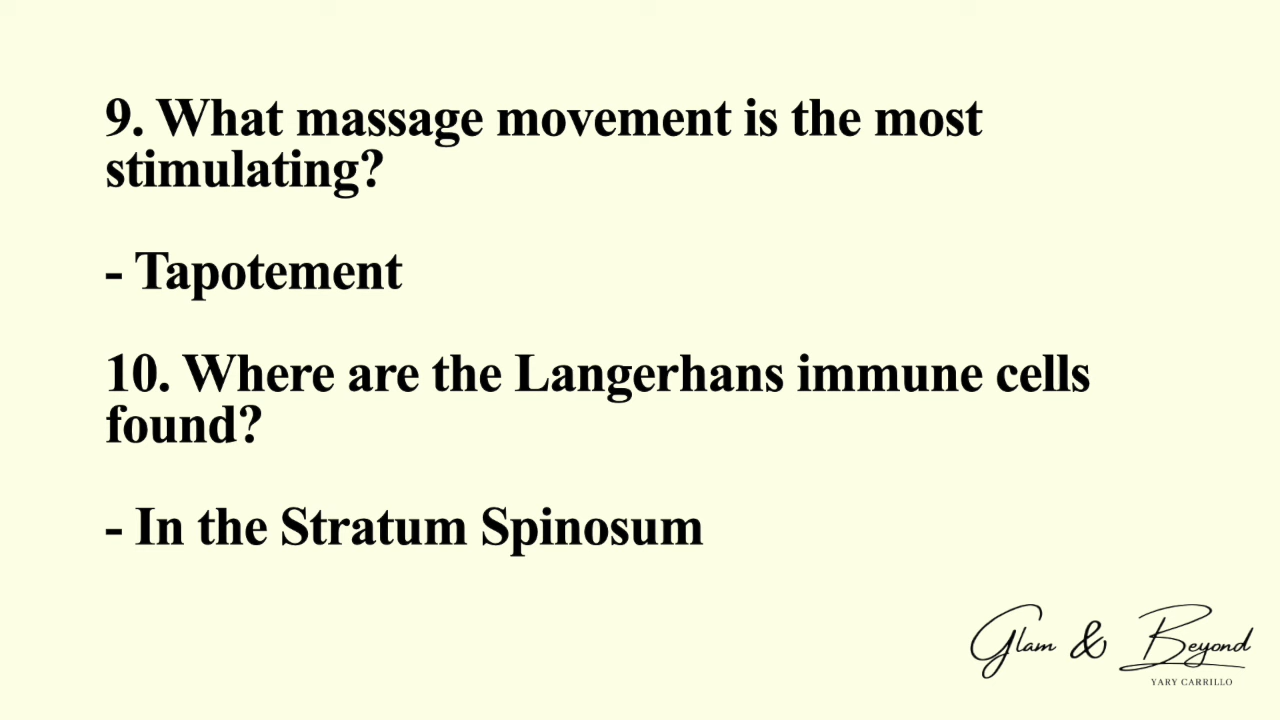 9. What massage movement is the most
stimulating?
- Tapotement
10. Where are the Langerhans immune cells
found?
- In the Stratum Spinosum
Glam & Beyond
YARY CARRILLO